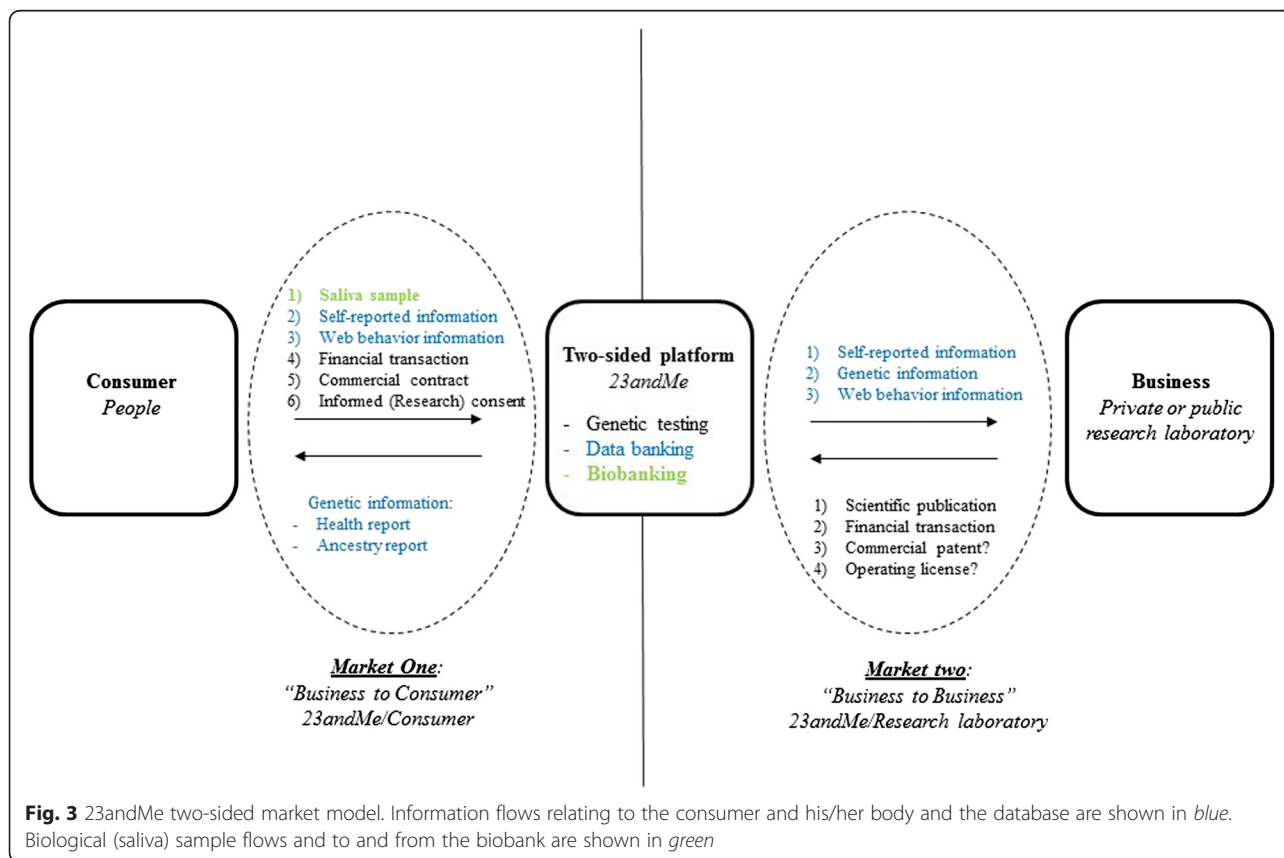 Consumer
People
1) Saliva sample
2) Self-reported information
3) Web behavior information
4) Financial transaction
5) Commercial contract
6) Informed (Research) consent
Genetic information:
- Health report
- Ancestry report
Market One:
“Business to Consumer”
23andMe/Consumer
Two-sided platform
23andMe
- Genetic testing
- Data banking
- Biobanking
1) Self-reported information
2) Genetic information
3) Web behavior information
1) Scientific publication
2) Financial transaction
3) Commercial patent?
4) Operating license?
Market two:
“Business to Business”
23andMe/Research laboratory
Business
Private or public
research laboratory
Fig. 3 23andMe two-sided market model. Information flows relating to the consumer and his/her body and the database are shown in blue.
Biological (saliva) sample flows and to and from the biobank are shown in green